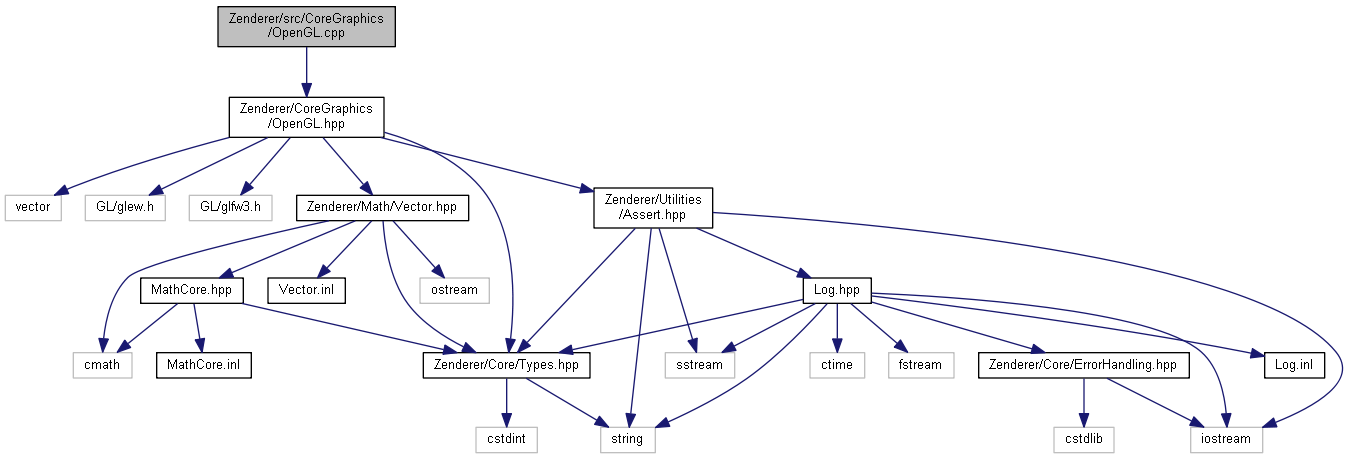 Zenderer/src/CoreGraphics
/OpenGL.cpp
Zenderer/CoreGraphics
/OpenGL.hpp
vector
GL/glew.h
GL/glfw3.h
Zenderer/Math/Vector.hpp
Zenderer/Utilities
/Assert.hpp
MathCore.hpp
Vector.inl
ostream
Log.hpp
cmath
MathCore.inl
Zenderer/Core/Types.hpp
sstream
ctime
fstream
Zenderer/Core/ErrorHandling.hpp
Log.inl
cstdint
string
cstdlib
iostream